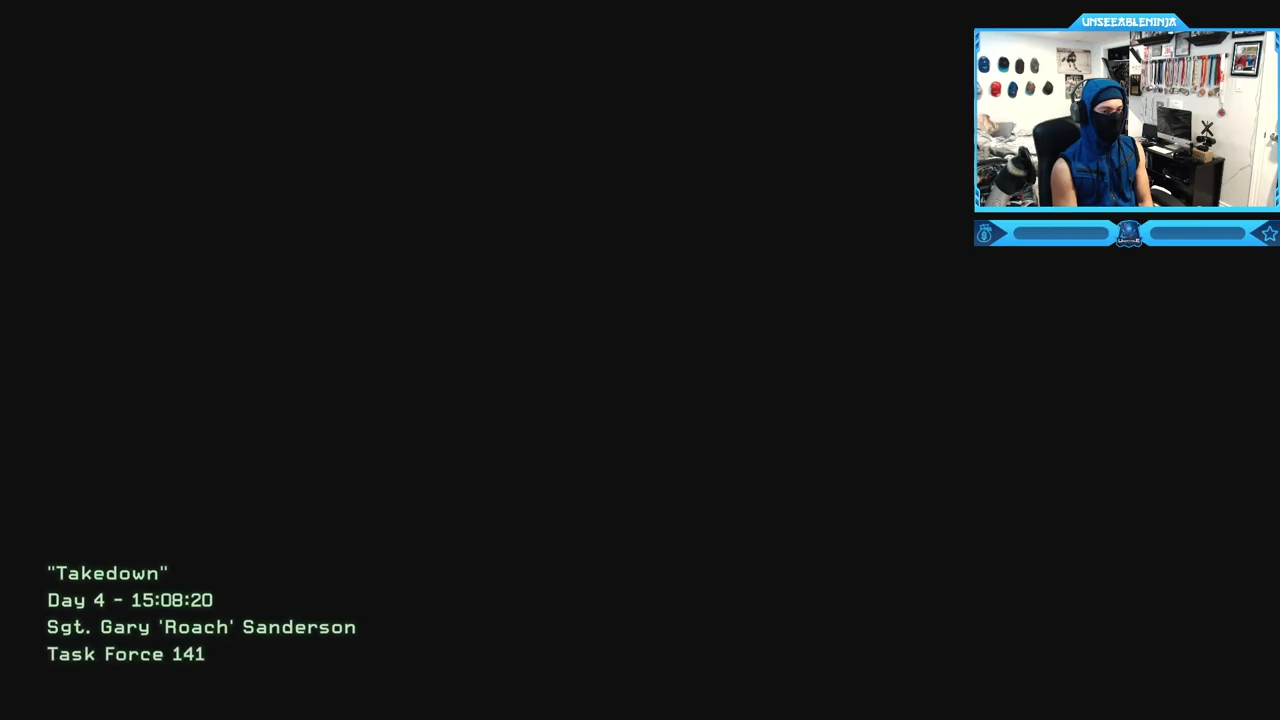 UNSEEABLENINJA
"Takedown"
Day 4 - 15:08:20
Sgt. Gary 'Roach' Sanderson
Task Force 141